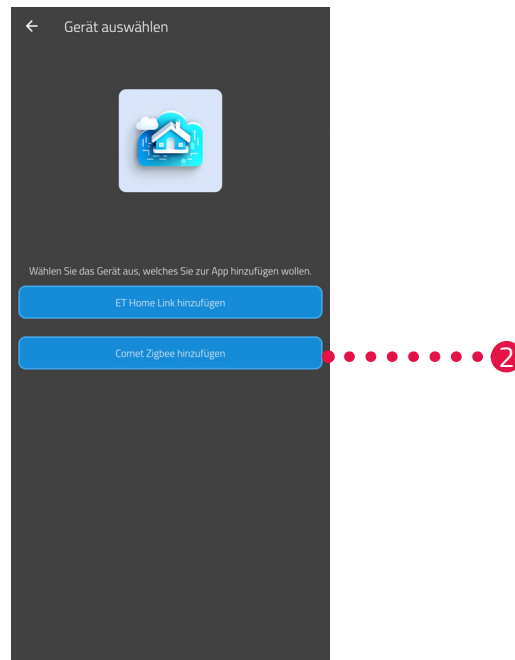 Gerät auswählen
Wählen Sie das Gerät aus, welches Sie zur App hinzufügen wollen.
ET Home Link hinzufügen
Comet Zigbee hinzufügen
2